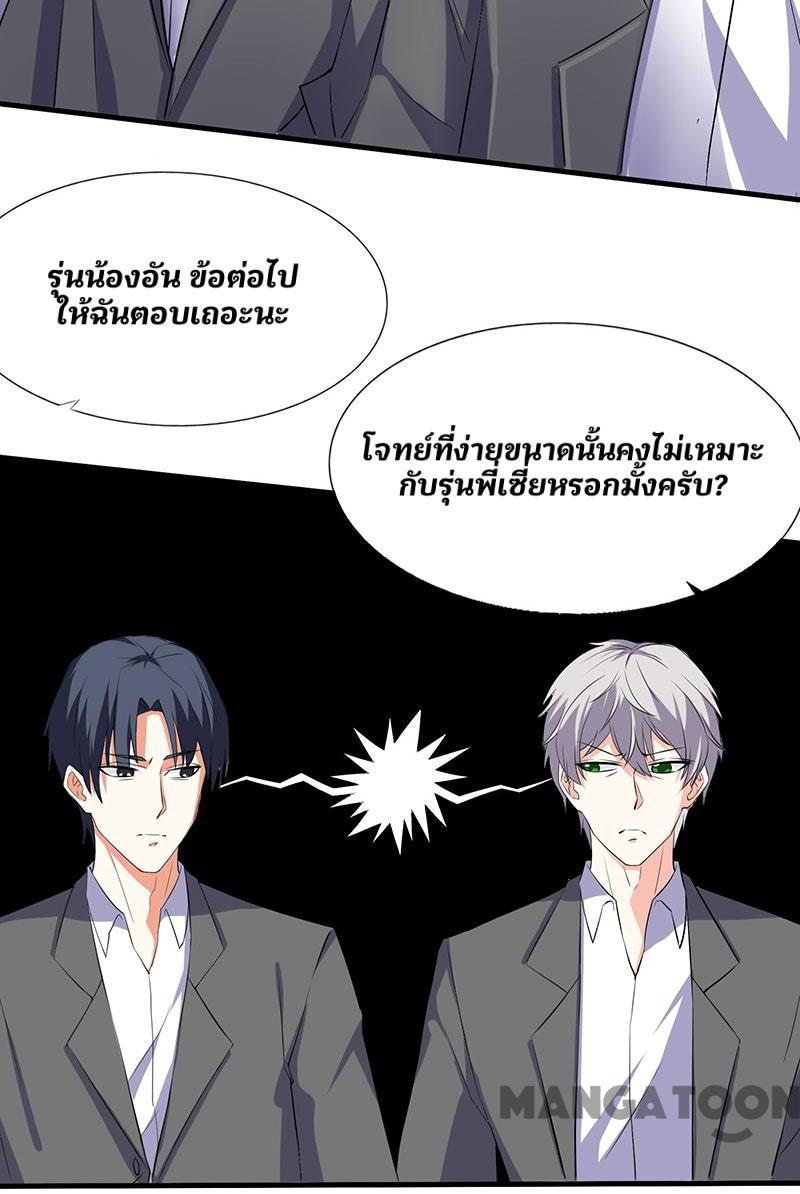 รุ่นน้องอัน ข้อต่อไป
ให้ฉันตอบเถอะนะ
โจทย์ที่ง่ายขนาดนั้นคงไม่เหมาะ
กับรุ่นพี่เซี่ยหรอกมั้งครับ?
MANGATOON